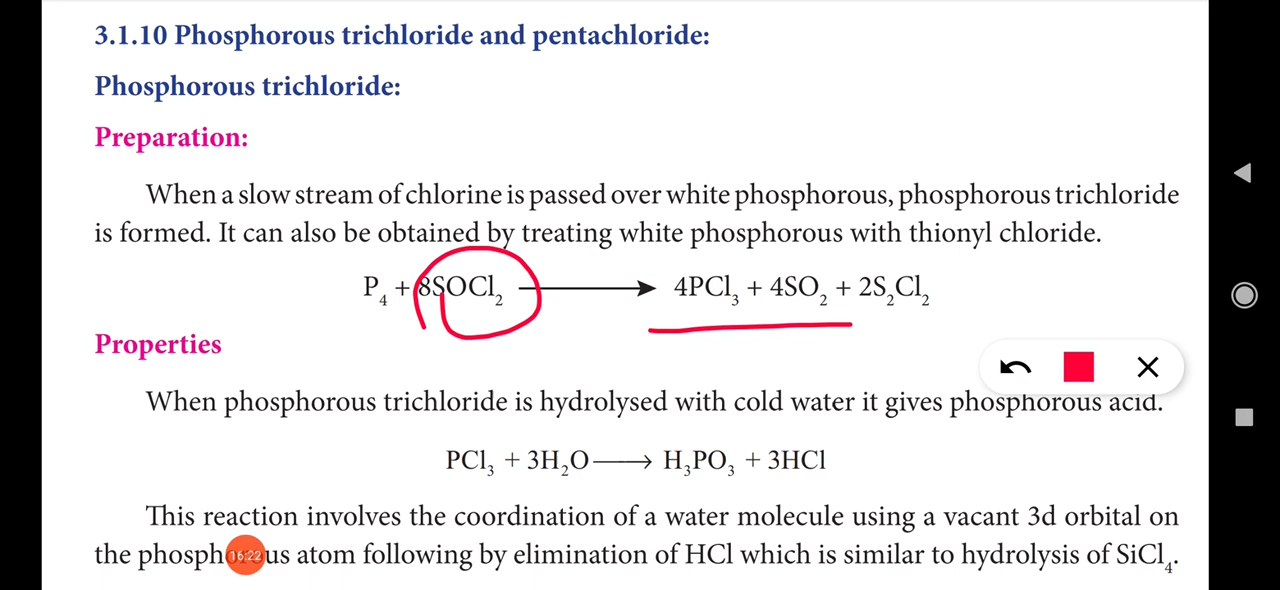 3.1.10 Phosphorous trichloride and pentachloride:
Phosphorous trichloride:
Preparation:
When a slow stream of chlorine is passed over white phosphorous, phosphorous trichloride
is formed. It can also be obtained by treating white phosphorous with thionyl chloride.
P₄ + 8SOCl₂ ⟶ 4PCl₃ + 4SO₂ + 2S₂Cl₂
Properties
When phosphorous trichloride is hydrolysed with cold water it gives phosphorous acid.
PCl₃ + 3H₂O ⟶ H₃PO₃ + 3HCl
This reaction involves the coordination of a water molecule using a vacant 3d orbital on
the phosphorous atom following by elimination of HCl which is similar to hydrolysis of SiCl₄.
16:22